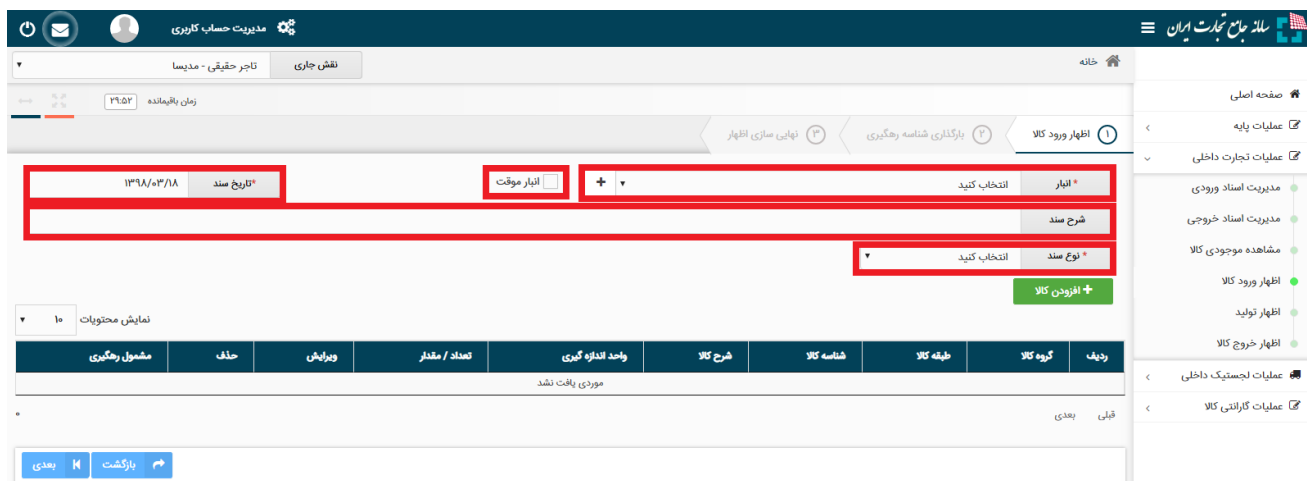 سامانه جامع تجارت ایران
مدیریت حساب کاربری
خانه
نقش جاری
تاجر حقیقی - مدیسا
زمان باقیمانده ۲۹:۵۲
صفحه اصلی
عملیات پایه
عملیات تجارت داخلی
مدیریت اسناد ورودی
مدیریت اسناد خروجی
مشاهده موجودی کالا
اظهار ورود کالا
اظهار تولید
اظهار خروج کالا
عملیات لجستیک داخلی
عملیات گارانتی کالا
۱ اظهار ورود کالا
۲ بارگذاری شناسه رهگیری
۳ نهایی سازی اظهار
* انبار انتخاب کنید +
انبار موقت
*تاریخ سند ۱۳۹۸/۰۳/۱۸
شرح سند
* نوع سند انتخاب کنید
+ افزودن کالا
نمایش محتویات ۱۰
ردیف گروه کالا طبقه کالا شناسه کالا شرح کالا واحد اندازه گیری تعداد / مقدار ویرایش حذف مشمول رهگیری
موردی یافت نشد
قبلی بعدی ۰
بازگشت بعدی